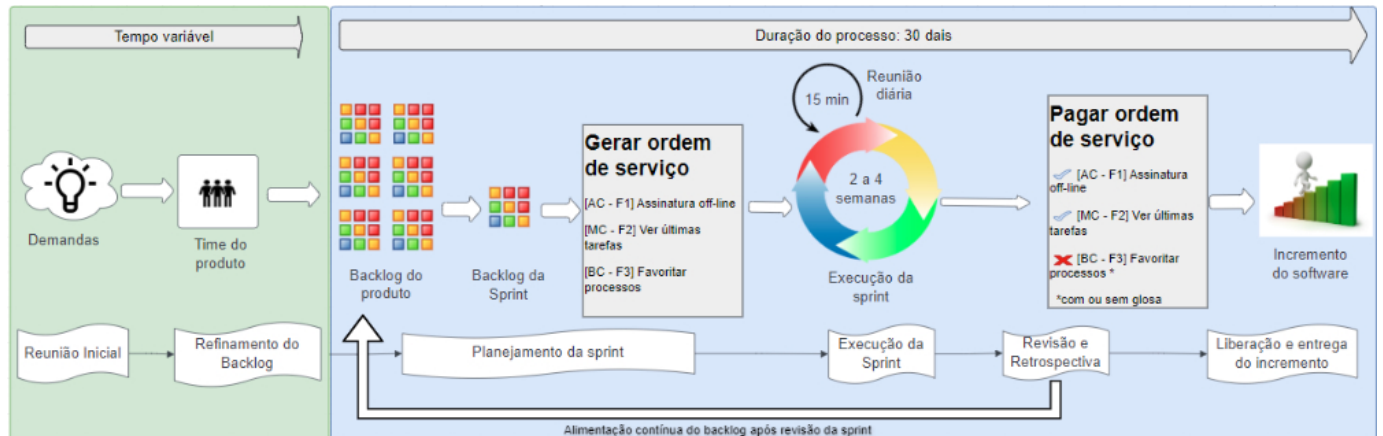 Tempo variável
Duração do processo: 30 dais
15 min
Reunião
diária
2 a 4
semanas
Gerar ordem
de serviço
[AC - F1] Assinatura off-line
[MC - F2] Ver últimas
tarefas
[BC - F3] Favoritar
processos
Pagar ordem
de serviço
[AC - F1] Assinatura
off-line
[MC - F2] Ver últimas
tarefas
[BC - F3] Favoritar
processos *
*com ou sem glosa
Demandas
Time do
produto
Backlog do
produto
Backlog da
Sprint
Execução da
sprint
Incremento
do software
Reunião Inicial
Refinamento do
Backlog
Planejamento da sprint
Execução da
Sprint
Revisão e
Retrospectiva
Liberação e entrega
do incremento
Alimentação contínua do backlog após revisão da sprint